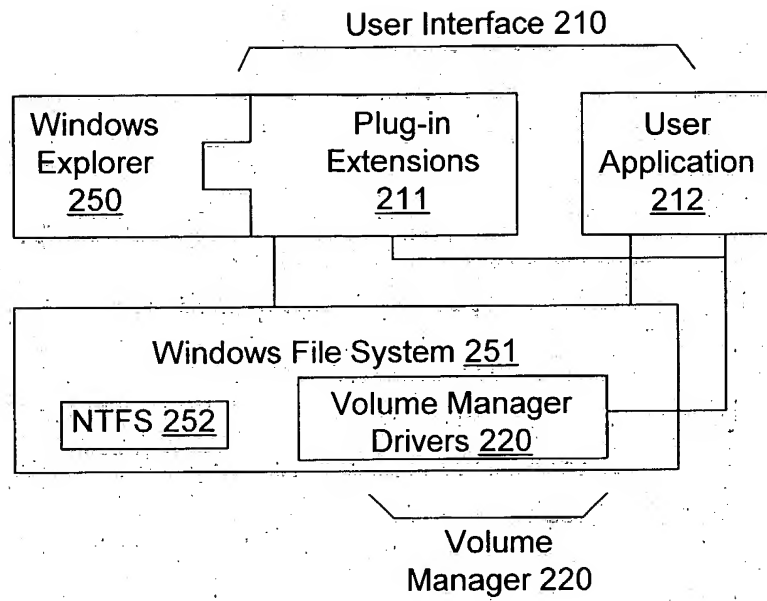 User Interface 210
Windows
Explorer
250
Plug-in
Extensions
211
User
Application
212
Windows File System 251
NTFS 252
Volume Manager
Drivers 220
Volume
Manager 220